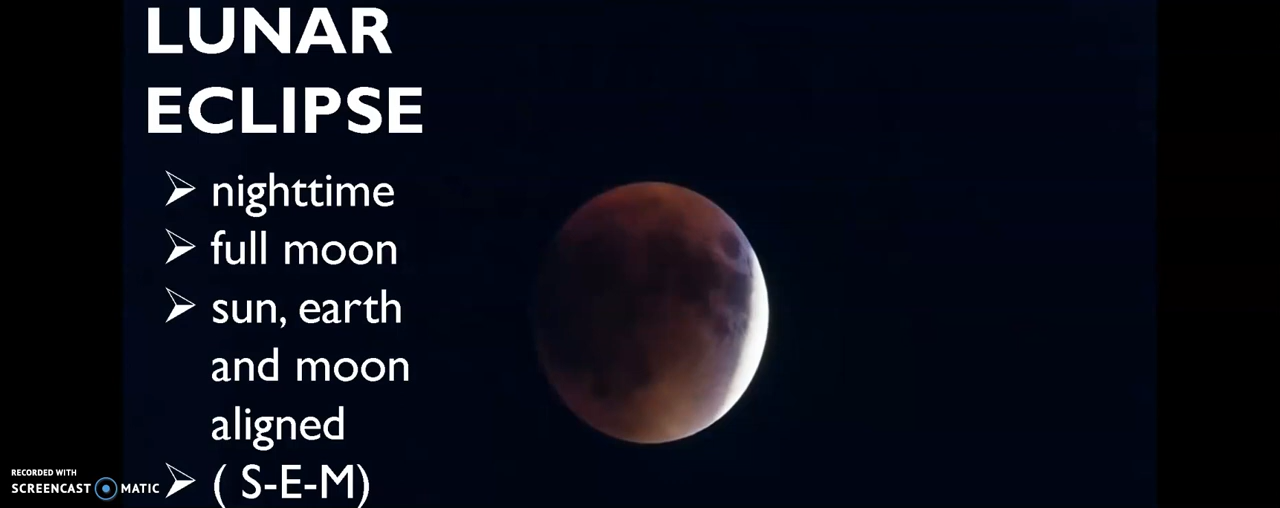 LUNAR
ECLIPSE
➢ nighttime
➢ full moon
➢ sun, earth
and moon
aligned
➢ ( S-E-M)
RECORDED WITH
SCREENCAST MATIC